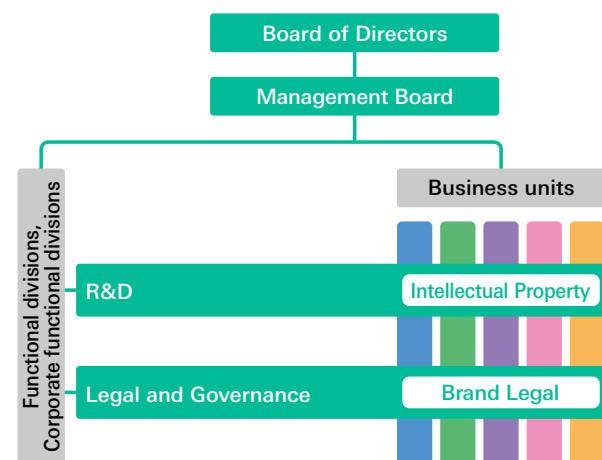 Board of Directors
Management Board
Business units
Functional divisions,
Corporate functional divisions
R&D
Intellectual Property
Legal and Governance
Brand Legal